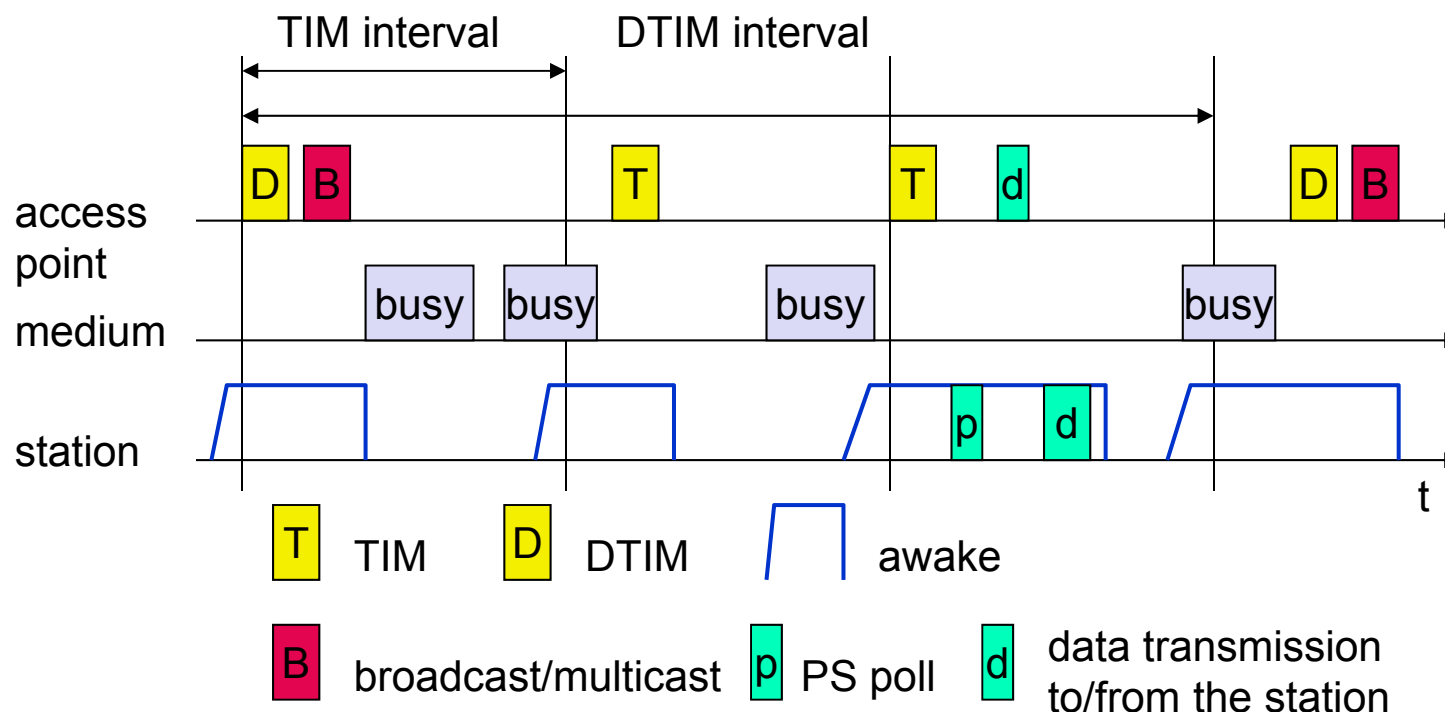 TIM interval
DTIM interval
D B T T d D B
access
point
busy busy busy busy
medium
p d
station
t
T TIM D DTIM awake
B broadcast/multicast p PS poll d data transmission
to/from the station